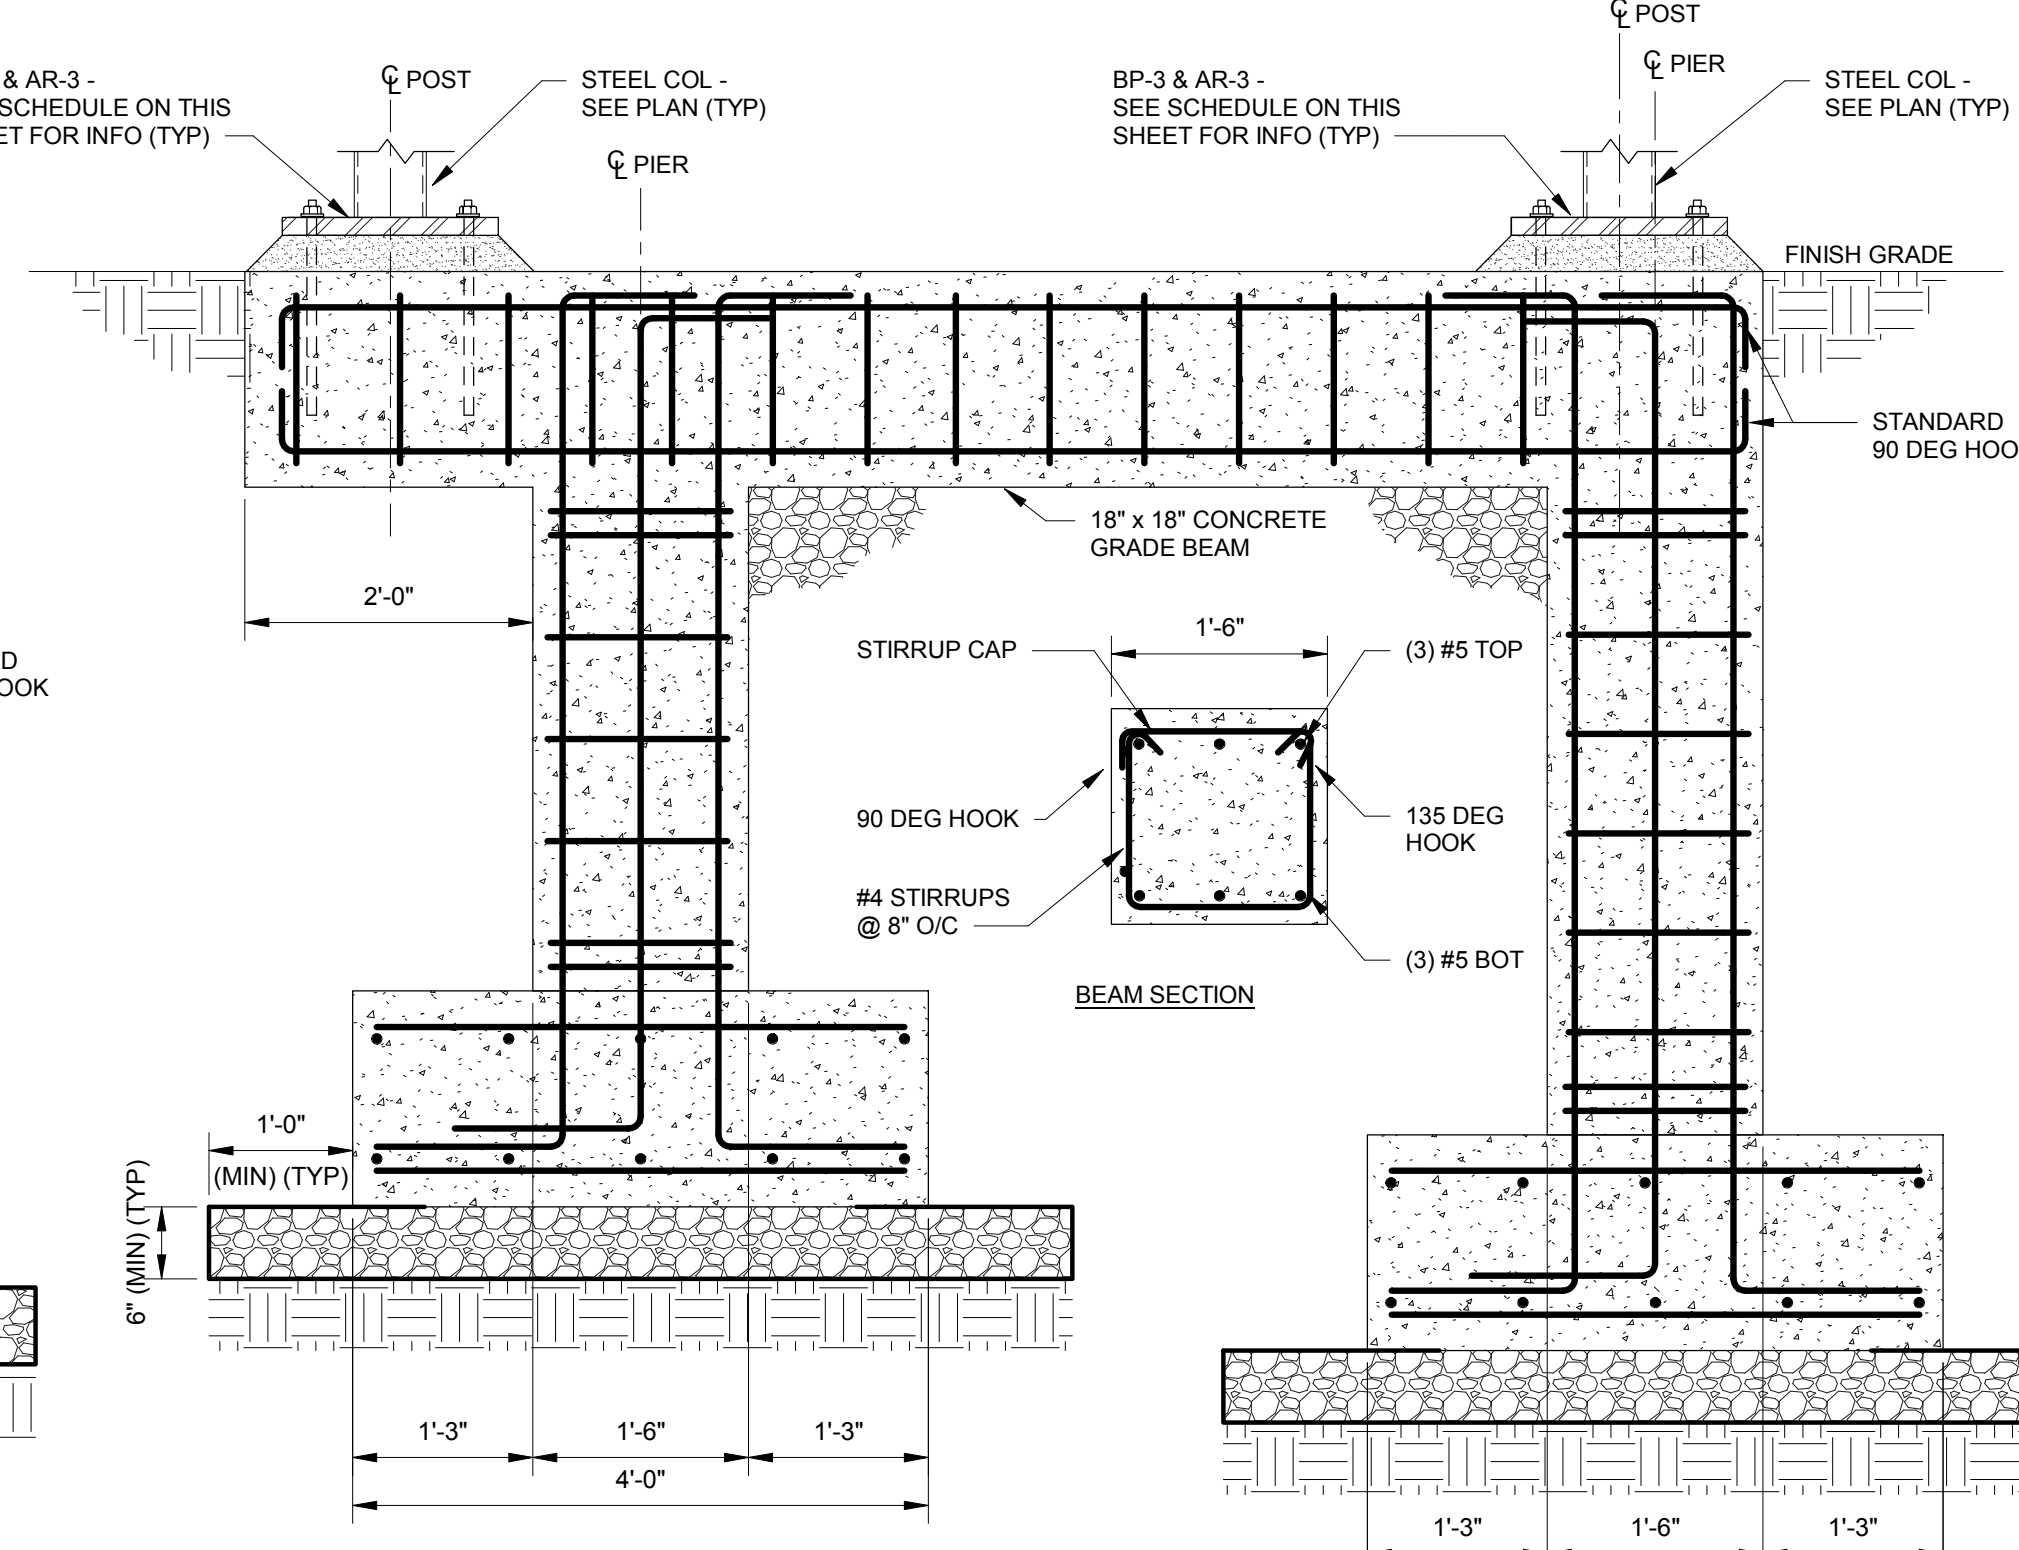 ℄ POST
℄ PIER
& AR-3 -
SCHEDULE ON THIS
ET FOR INFO (TYP)
℄ POST
STEEL COL -
SEE PLAN (TYP)
℄ PIER
BP-3 & AR-3 -
SEE SCHEDULE ON THIS
SHEET FOR INFO (TYP)
STEEL COL -
SEE PLAN (TYP)
FINISH GRADE
STANDARD
90 DEG HOO
18" x 18" CONCRETE
GRADE BEAM
2'-0"
D
OOK
STIRRUP CAP
1'-6"
(3) #5 TOP
90 DEG HOOK
135 DEG
HOOK
#4 STIRRUPS
@ 8" O/C
(3) #5 BOT
BEAM SECTION
1'-0"
(MIN) (TYP)
6" (MIN) (TYP)
1'-3"
1'-6"
1'-3"
4'-0"
1'-3"
1'-6"
1'-3"